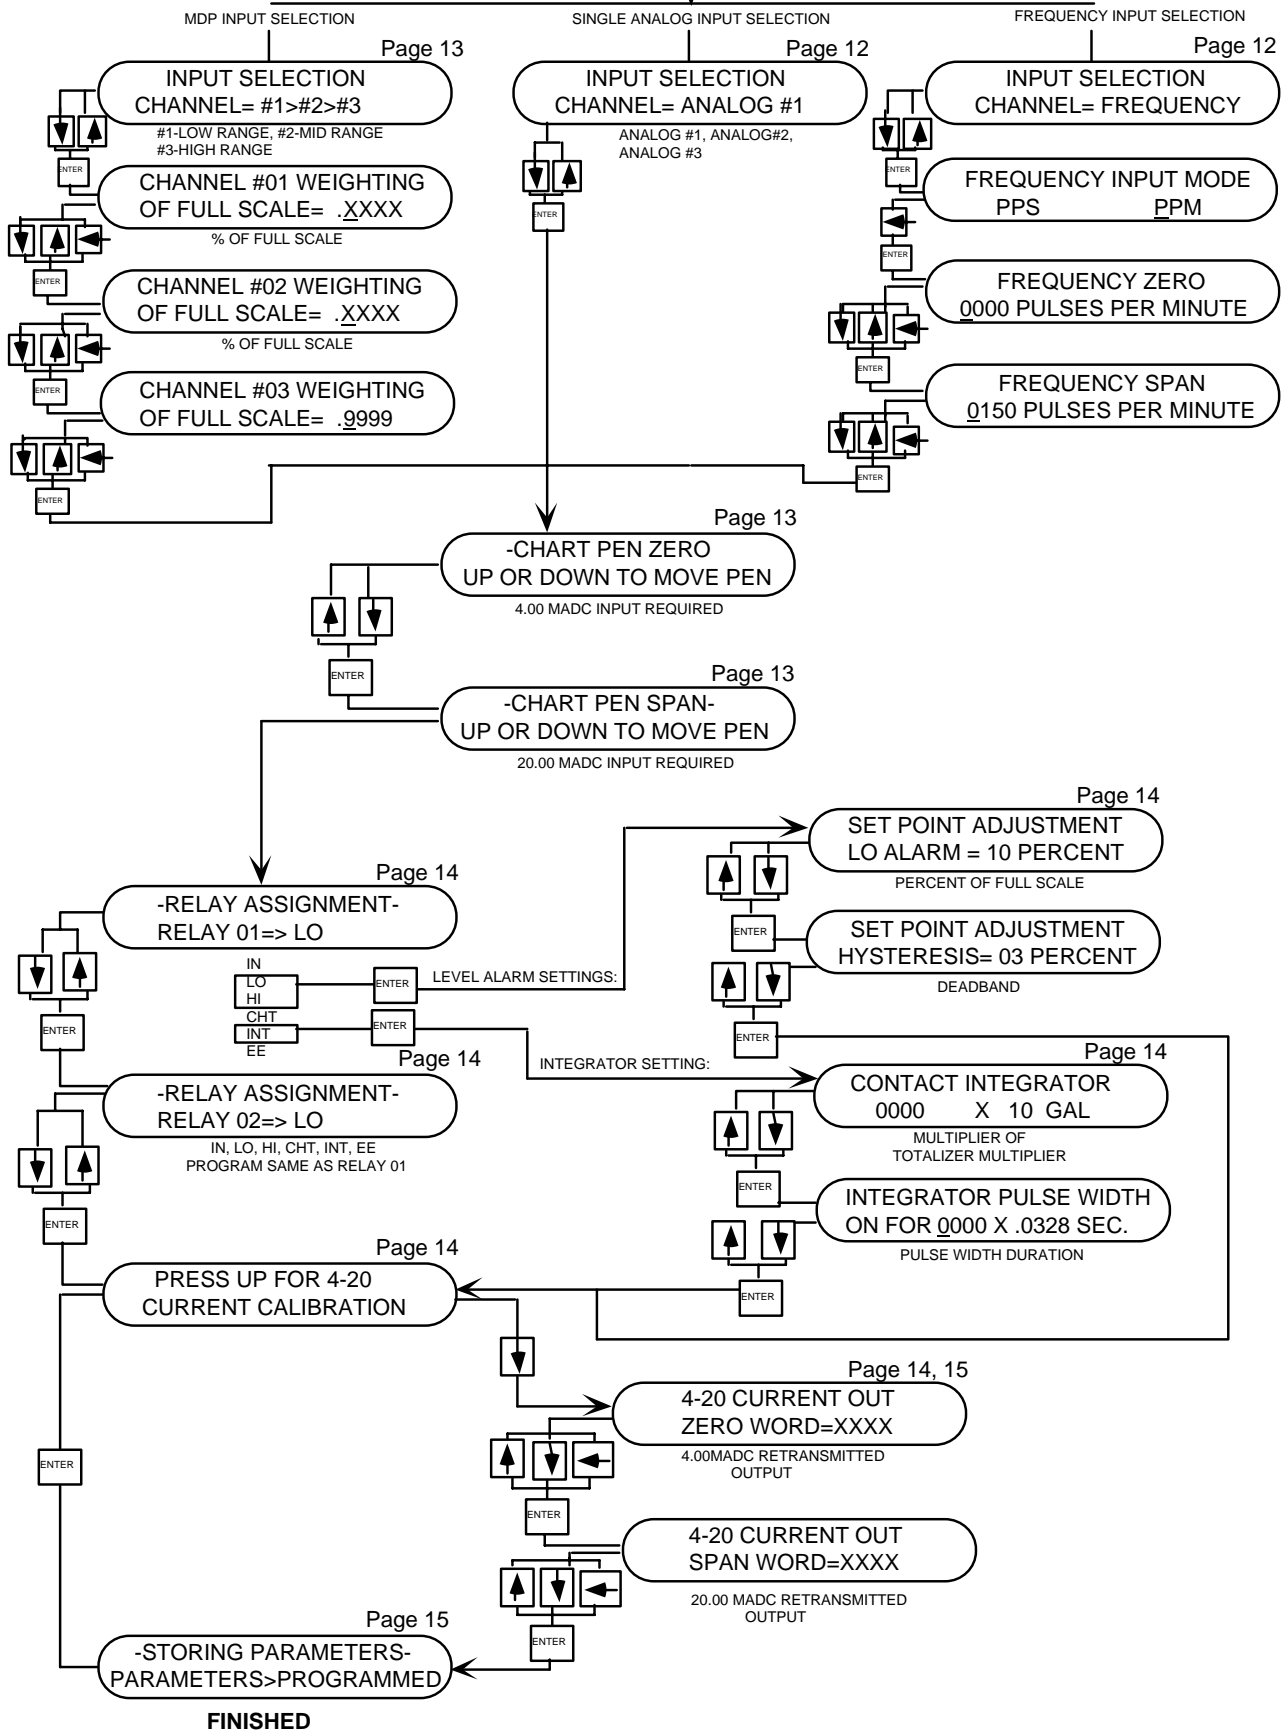 MDP INPUT SELECTION
SINGLE ANALOG INPUT SELECTION
FREQUENCY INPUT SELECTION
Page 13
INPUT SELECTION
CHANNEL= #1>#2>#3
#1-LOW RANGE, #2-MID RANGE
#3-HIGH RANGE
ENTER
CHANNEL #01 WEIGHTING
OF FULL SCALE= .XXXX
% OF FULL SCALE
ENTER
CHANNEL #02 WEIGHTING
OF FULL SCALE= .XXXX
% OF FULL SCALE
ENTER
CHANNEL #03 WEIGHTING
OF FULL SCALE= .9999
ENTER
Page 12
INPUT SELECTION
CHANNEL= ANALOG #1
ANALOG #1, ANALOG#2,
ANALOG #3
ENTER
Page 12
INPUT SELECTION
CHANNEL= FREQUENCY
ENTER
FREQUENCY INPUT MODE
PPS PPM
ENTER
FREQUENCY ZERO
0000 PULSES PER MINUTE
ENTER
FREQUENCY SPAN
0150 PULSES PER MINUTE
ENTER
Page 13
-CHART PEN ZERO
UP OR DOWN TO MOVE PEN
4.00 MADC INPUT REQUIRED
ENTER
Page 13
-CHART PEN SPAN-
UP OR DOWN TO MOVE PEN
20.00 MADC INPUT REQUIRED
Page 14
-RELAY ASSIGNMENT-
RELAY 01=> LO
IN
LO
HI
CHT
INT
EE
ENTER
LEVEL ALARM SETTINGS:
ENTER
INTEGRATOR SETTING:
ENTER
Page 14
-RELAY ASSIGNMENT-
RELAY 02=> LO
IN, LO, HI, CHT, INT, EE
PROGRAM SAME AS RELAY 01
ENTER
Page 14
SET POINT ADJUSTMENT
LO ALARM = 10 PERCENT
PERCENT OF FULL SCALE
ENTER
SET POINT ADJUSTMENT
HYSTERESIS= 03 PERCENT
DEADBAND
ENTER
Page 14
CONTACT INTEGRATOR
0000 X 10 GAL
MULTIPLIER OF
TOTALIZER MULTIPLIER
ENTER
INTEGRATOR PULSE WIDTH
ON FOR 0000 X .0328 SEC.
PULSE WIDTH DURATION
ENTER
Page 14
PRESS UP FOR 4-20
CURRENT CALIBRATION
Page 14, 15
4-20 CURRENT OUT
ZERO WORD=XXXX
4.00MADC RETRANSMITTED
OUTPUT
ENTER
ENTER
4-20 CURRENT OUT
SPAN WORD=XXXX
20.00 MADC RETRANSMITTED
OUTPUT
ENTER
Page 15
-STORING PARAMETERS-
PARAMETERS>PROGRAMMED
FINISHED